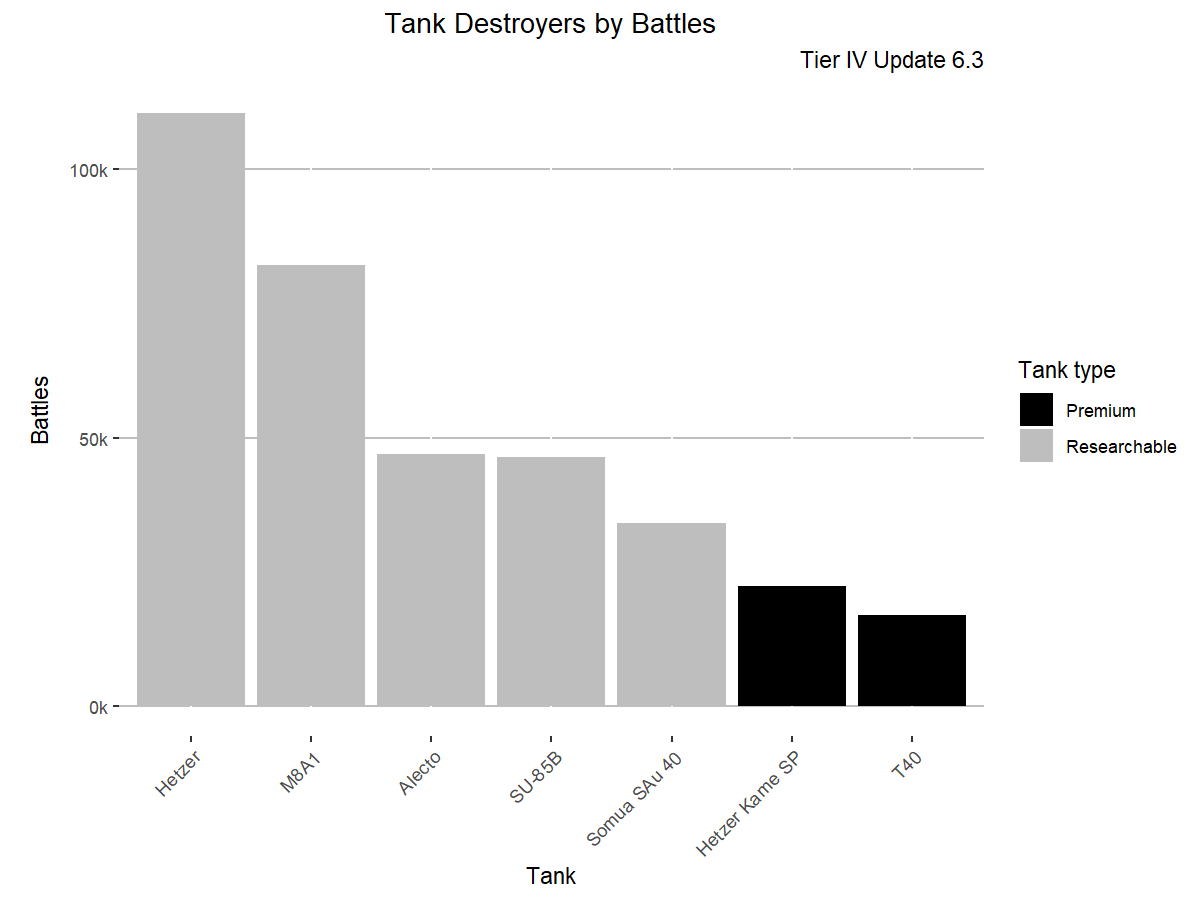 Tank Destroyers by Battles
Tier IV Update 6.3
Battles
100k
50k
0k
Hetzer
M8A1
Alecto
SU-85B
Somua SAu 40
Hetzer Kame SP
T40
Tank
Tank type
Premium
Researchable